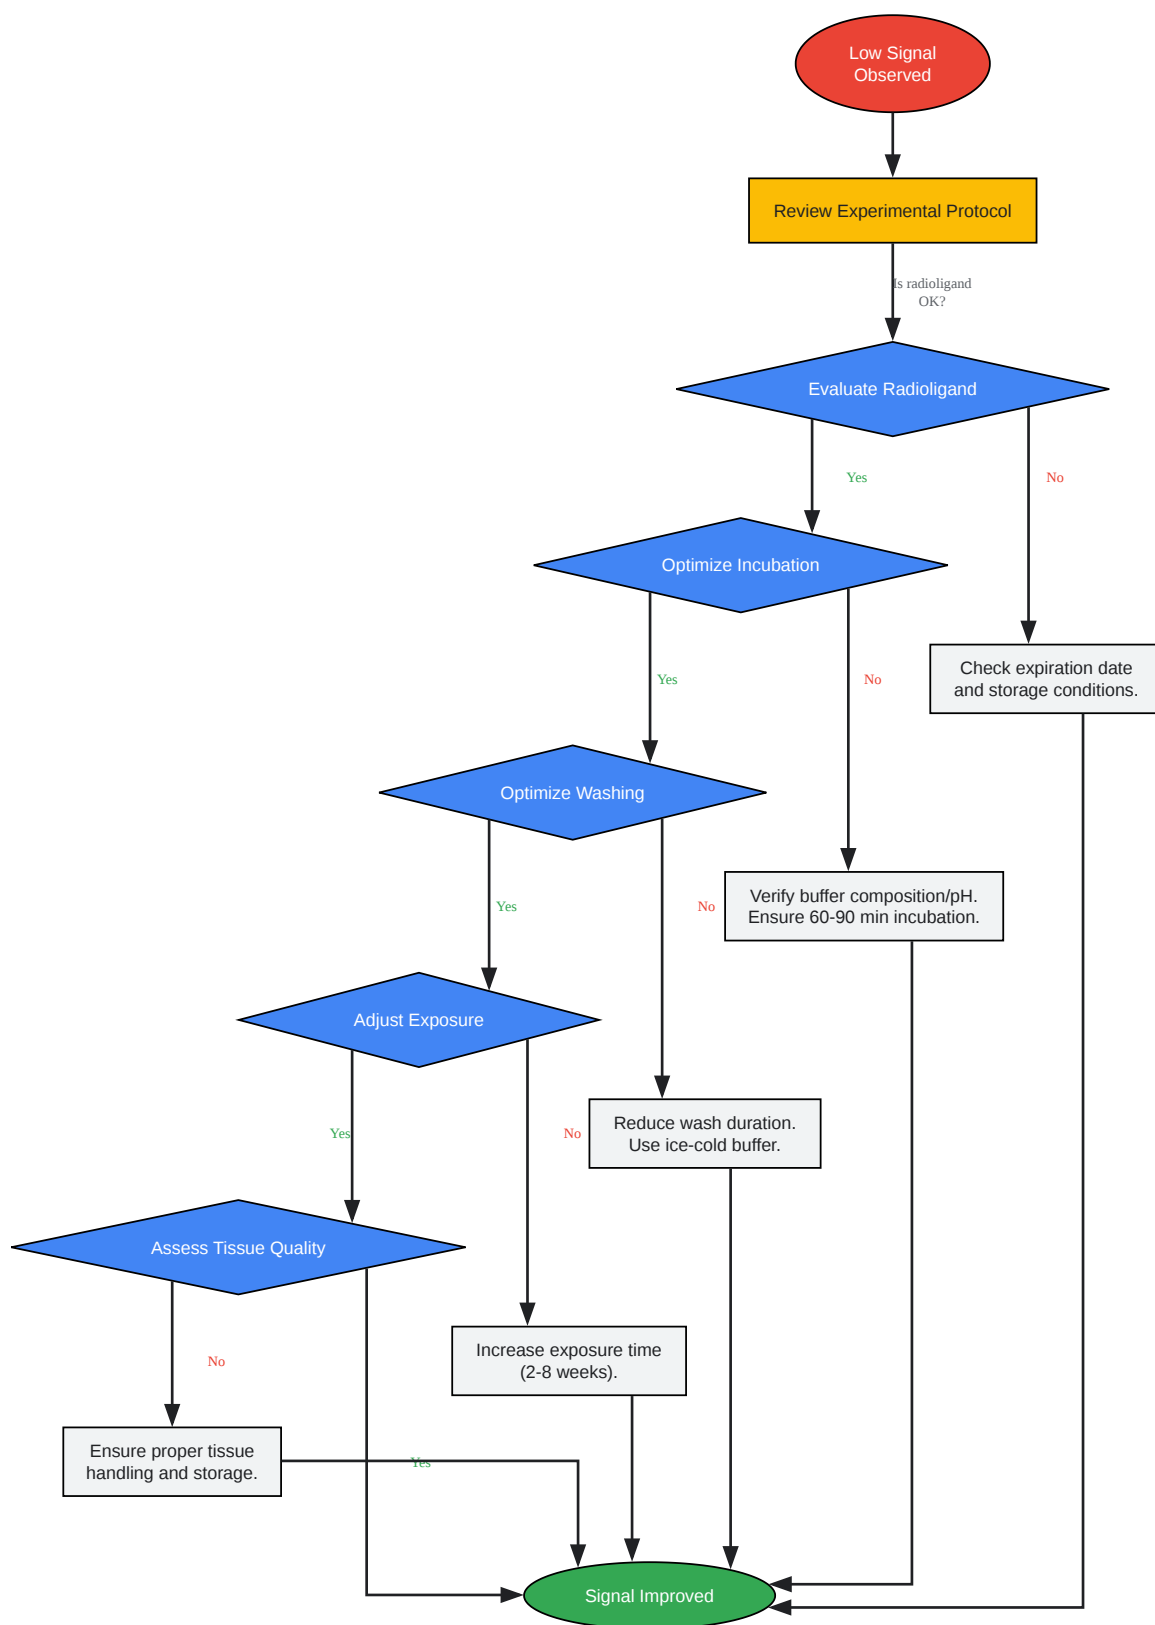 Low Signal
Observed
Review Experimental Protocol
Is radioligand
OK?
Evaluate Radioligand
Yes
No
Optimize Incubation
Yes
No
Check expiration date
and storage conditions.
Optimize Washing
Yes
No
Verify buffer composition/pH.
Ensure 60-90 min incubation.
Adjust Exposure
Yes
No
Reduce wash duration.
Use ice-cold buffer.
Assess Tissue Quality
No
Increase exposure time
(2-8 weeks).
Ensure proper tissue
handling and storage.
Yes
Signal Improved